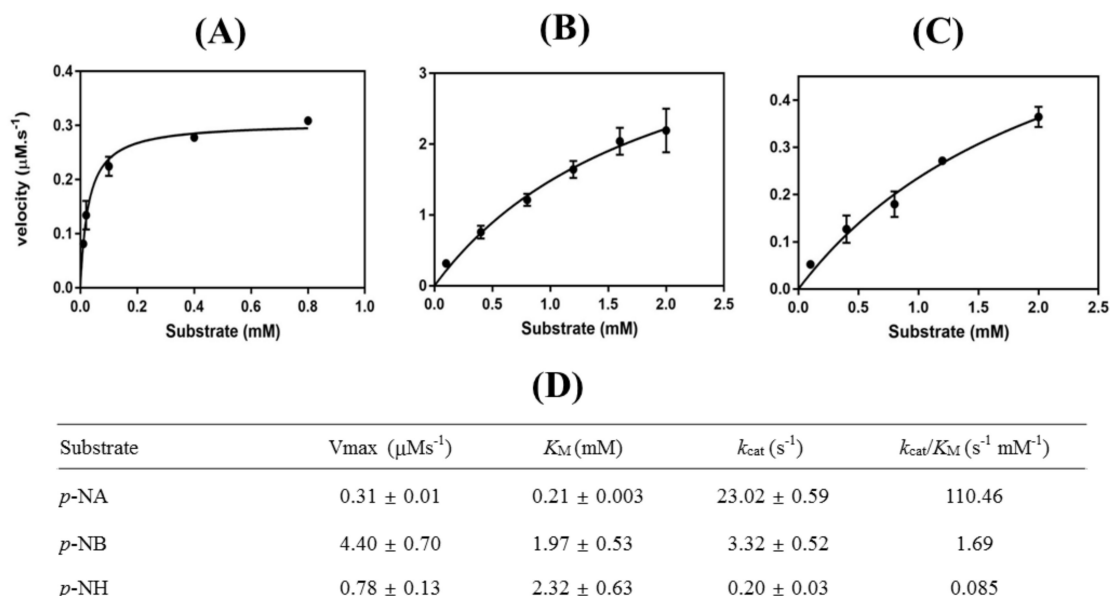 (A) (B) (C)
velocity (µM.s⁻¹)
0.4
0.3
0.2
0.1
0.0
0.0 0.2 0.4 0.6 0.8 1.0
Substrate (mM)
3
2
1
0
0.0 0.5 1.0 1.5 2.0 2.5
Substrate (mM)
0.4
0.3
0.2
0.1
0.0
0.0 0.5 1.0 1.5 2.0 2.5
Substrate (mM)
(D)
Substrate Vmax (µMs⁻¹) KM (mM) kcat (s⁻¹) kcat/KM (s⁻¹ mM⁻¹)
p-NA 0.31 ± 0.01 0.21 ± 0.003 23.02 ± 0.59 110.46
p-NB 4.40 ± 0.70 1.97 ± 0.53 3.32 ± 0.52 1.69
p-NH 0.78 ± 0.13 2.32 ± 0.63 0.20 ± 0.03 0.085